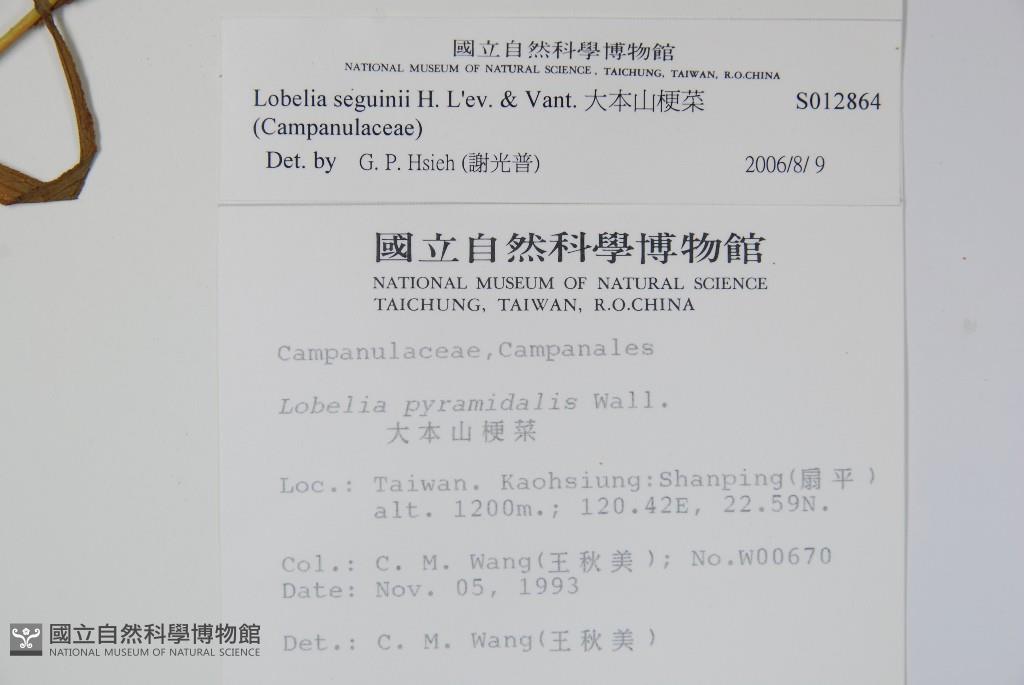 國立自然科學博物館
NATIONAL MUSEUM OF NATURAL SCIENCE, TAICHUNG, TAIWAN, R.O.CHINA
Lobelia seguinii H. L'ev. & Vant. 大本山梗菜 S012864
(Campanulaceae)
Det. by G. P. Hsieh (謝光普) 2006/8/ 9
國立自然科學博物館
NATIONAL MUSEUM OF NATURAL SCIENCE
TAICHUNG, TAIWAN, R.O.CHINA
Campanulaceae,Campanales
Lobelia pyramidalis Wall.
大本山梗菜
Loc.: Taiwan. Kaohsiung:Shanping(扇平)
alt. 1200m.; 120.42E, 22.59N.
Col.: C. M. Wang(王秋美); No.W00670
Date: Nov. 05, 1993
Det.: C. M. Wang(王秋美)
國立自然科學博物館
NATIONAL MUSEUM OF NATURAL SCIENCE